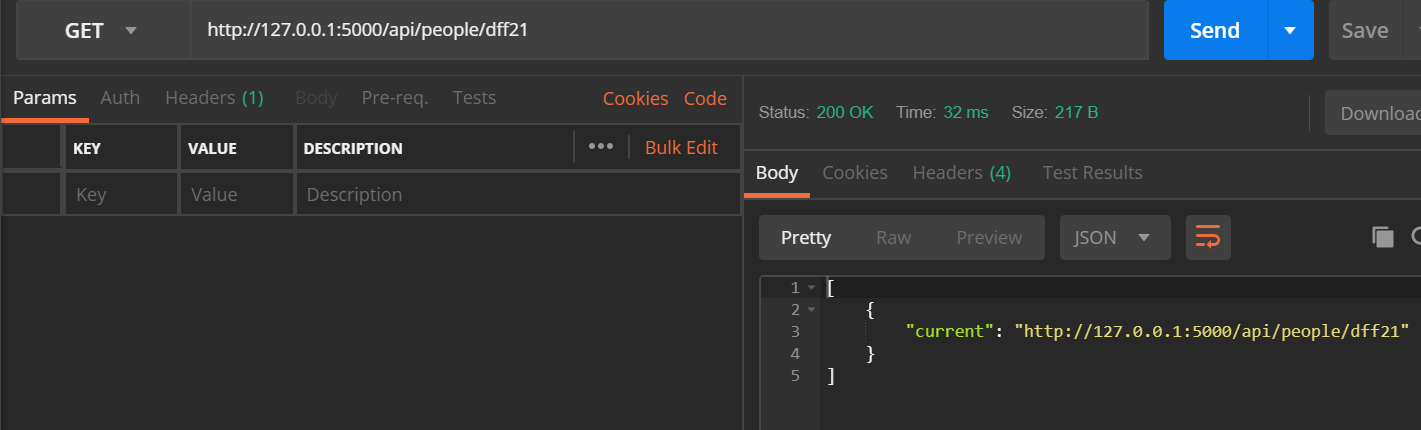 GET http://127.0.0.1:5000/api/people/dff21 Send Save
Params Auth Headers (1) Body Pre-req. Tests Cookies Code
KEY VALUE DESCRIPTION ••• Bulk Edit
Key Value Description
Status: 200 OK Time: 32 ms Size: 217 B Download
Body Cookies Headers (4) Test Results
Pretty Raw Preview JSON
1 [
2 {
3 "current": "http://127.0.0.1:5000/api/people/dff21"
4 }
5 ]